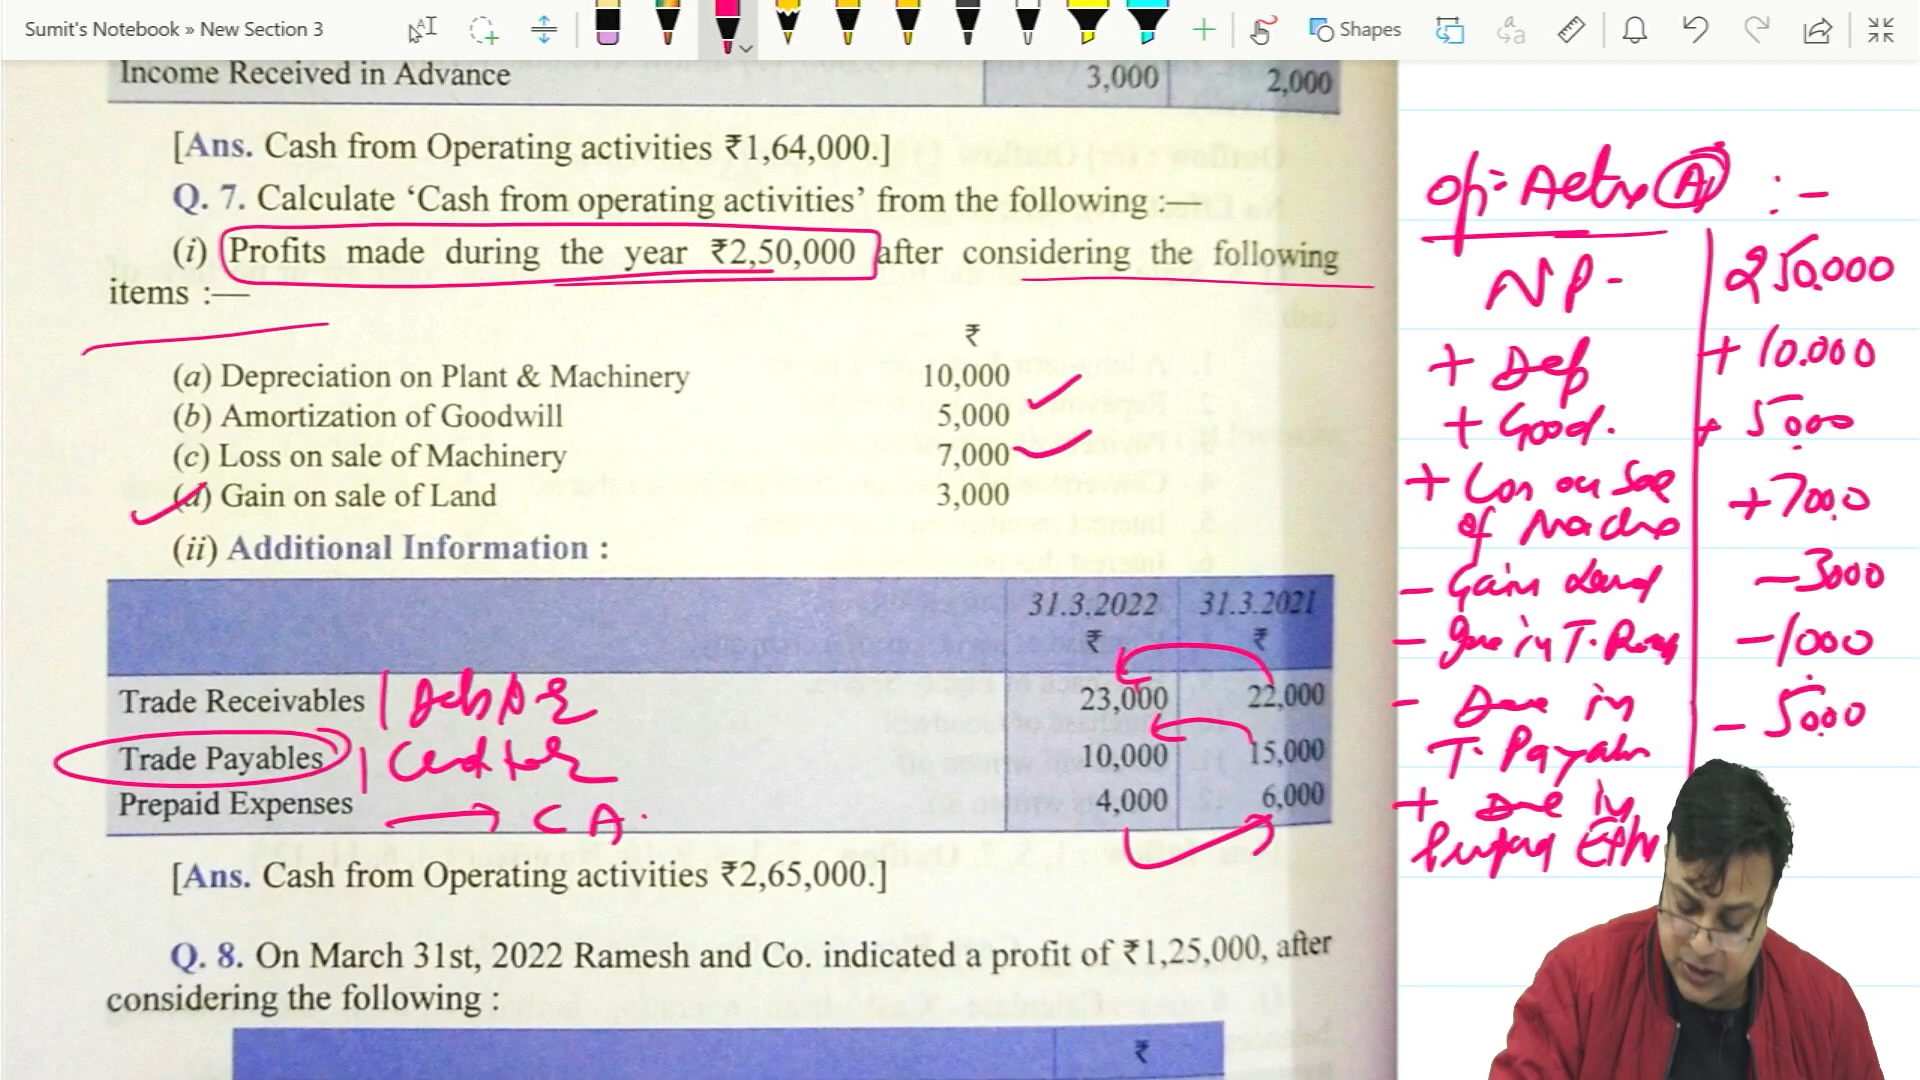 Sumit's Notebook » New Section 3
Shapes
Income Received in Advance 3,000 2,000
[Ans. Cash from Operating activities ₹1,64,000.]
Q. 7. Calculate ‘Cash from operating activities’ from the following :—
(i) Profits made during the year ₹2,50,000 after considering the following
items :—
₹
(a) Depreciation on Plant & Machinery 10,000
(b) Amortization of Goodwill 5,000
(c) Loss on sale of Machinery 7,000
(d) Gain on sale of Land 3,000
(ii) Additional Information :
31.3.2022 31.3.2021
₹ ₹
Trade Receivables 23,000 22,000
Trade Payables 10,000 15,000
Prepaid Expenses → CA. 4,000 6,000
[Ans. Cash from Operating activities ₹2,65,000.]
Q. 8. On March 31st, 2022 Ramesh and Co. indicated a profit of ₹1,25,000, after
considering the following :
₹
:-
NP - 250.000
+ Dep + 10.000
+ Good. + 5000
+ Loss on Sale
of +7000
- Gain Land -3000
- in T. -1000
- in - 5000
T.
+ in